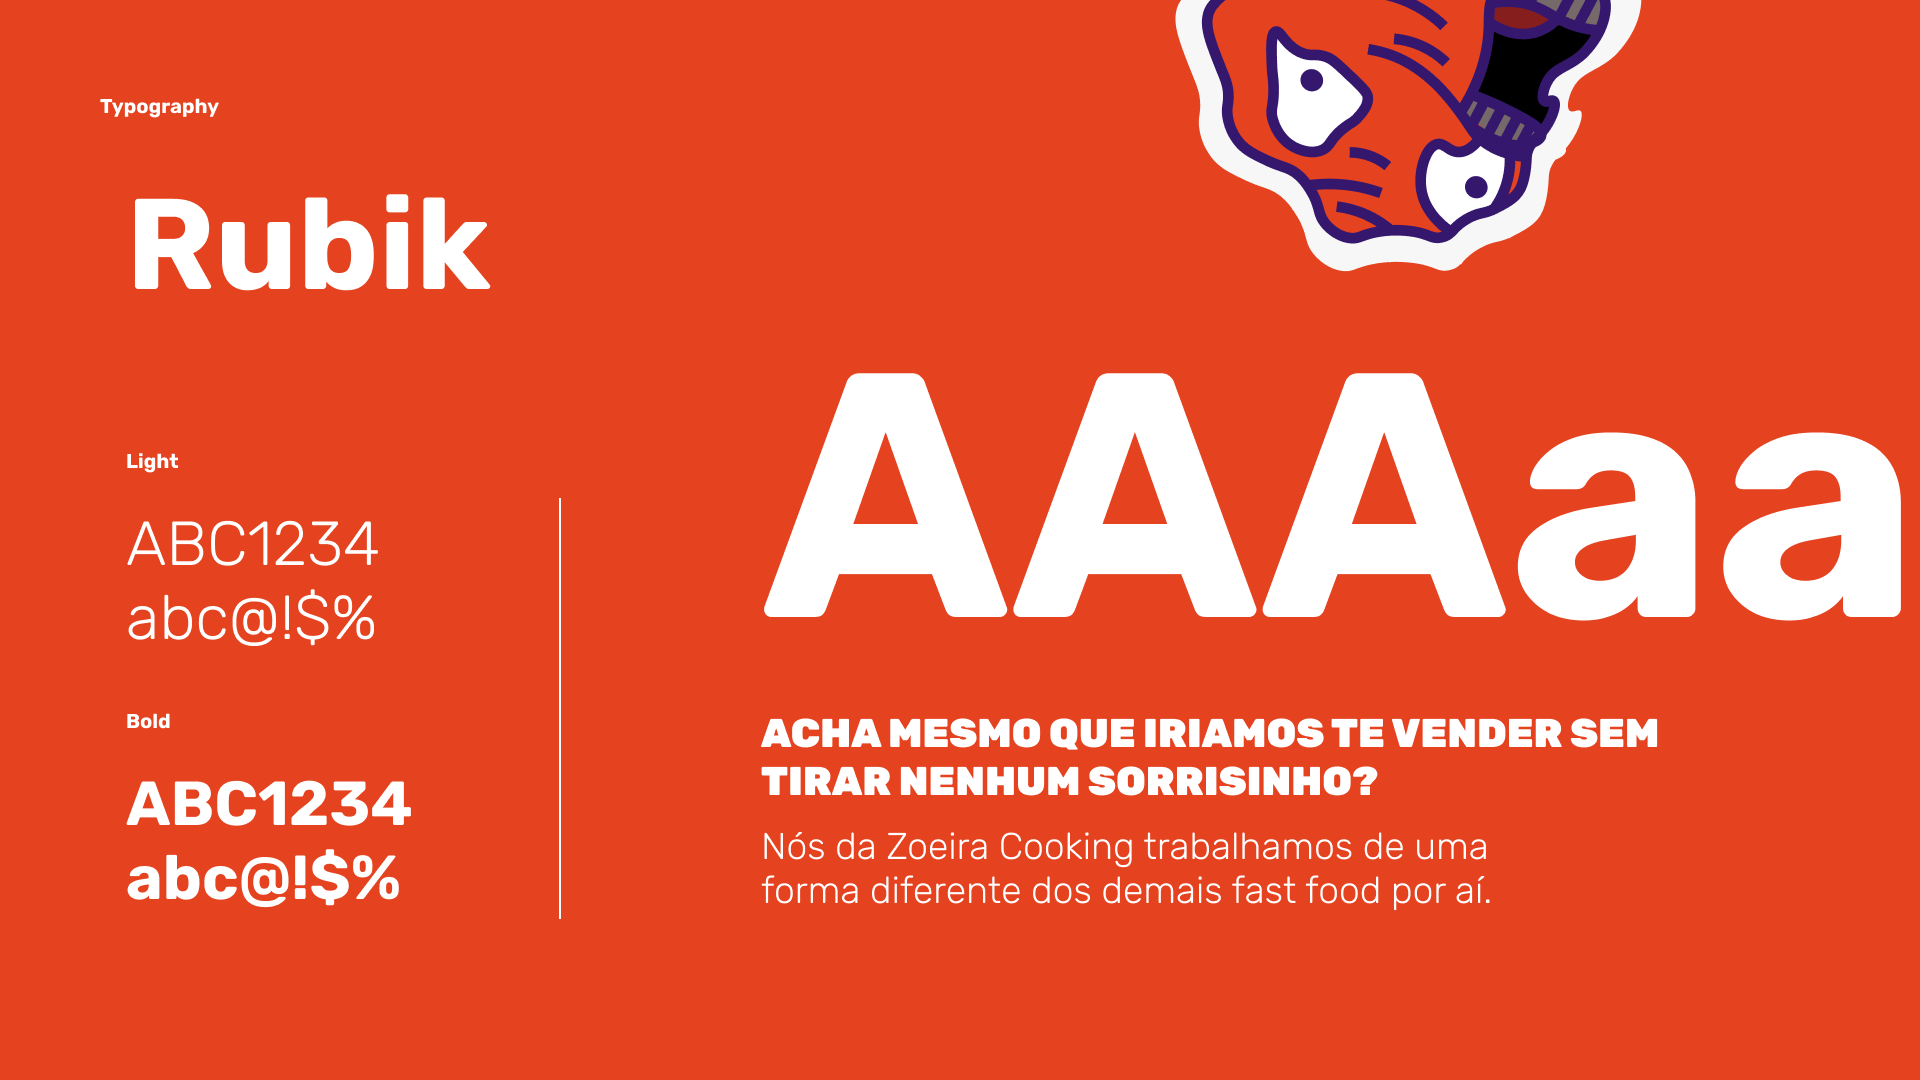 Typography
Rubik
Light
ABC1234
abc@!$%
Bold
ABC1234
abc@!$%
AAAaa
ACHA MESMO QUE IRIAMOS TE VENDER SEM
TIRAR NENHUM SORRISINHO?
Nós da Zoeira Cooking trabalhamos de uma
forma diferente dos demais fast food por aí.